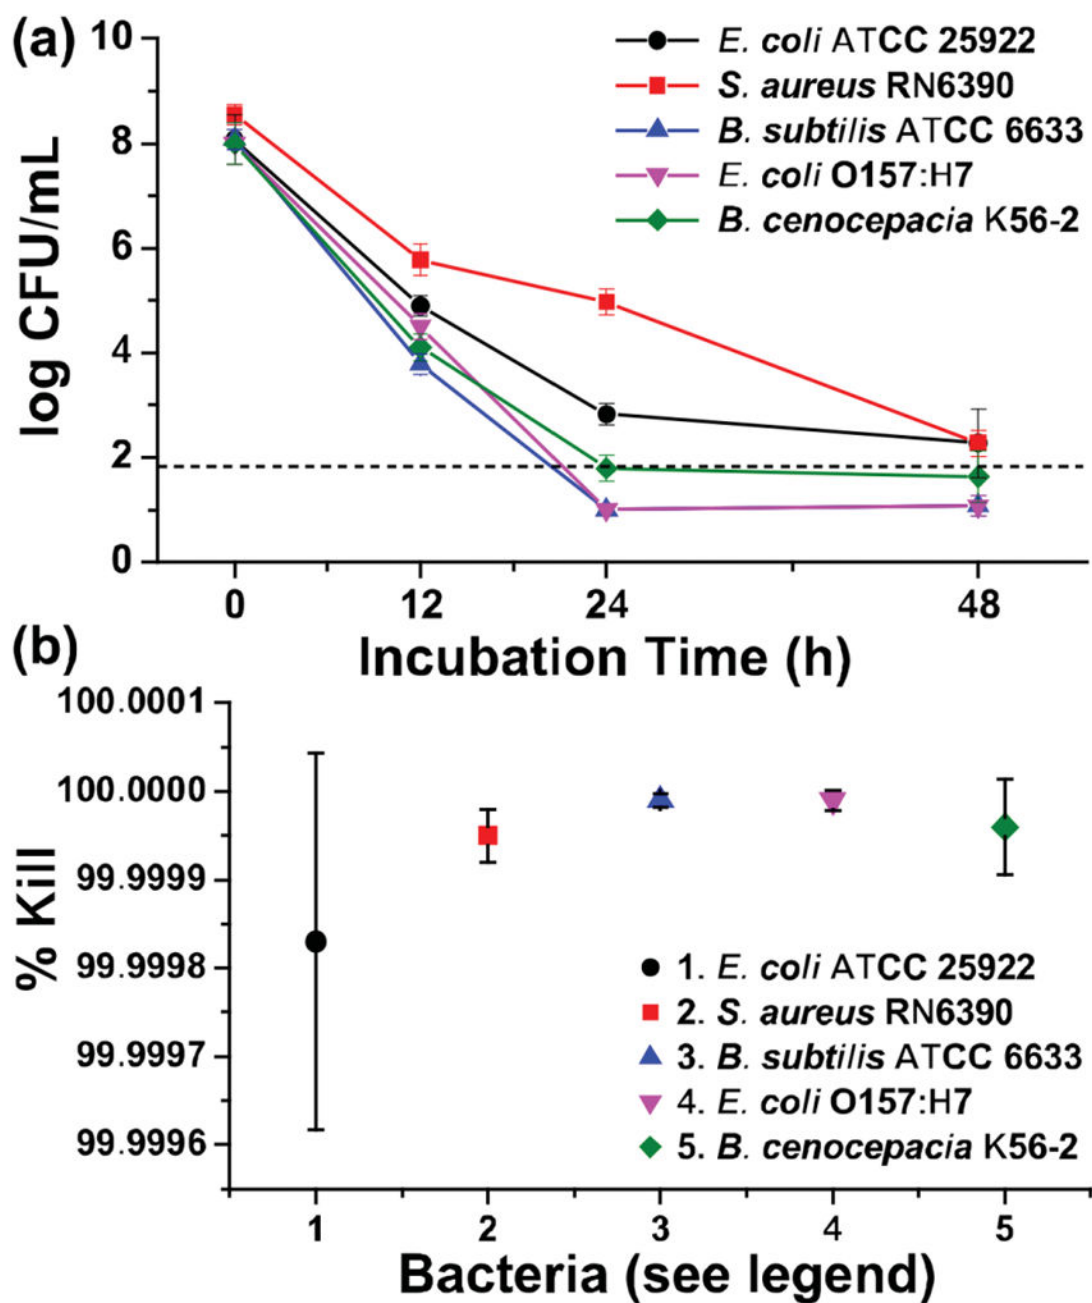 (a)
10
8
6
4
2
0
log CFU/mL
E. coli ATCC 25922
S. aureus RN6390
B. subtilis ATCC 6633
E. coli O157:H7
B. cenocepacia K56-2
0 12 24 48
Incubation Time (h)
(b)
100.0001
100.0000
99.9999
99.9998
99.9997
99.9996
% Kill
1. E. coli ATCC 25922
2. S. aureus RN6390
3. B. subtilis ATCC 6633
4. E. coli O157:H7
5. B. cenocepacia K56-2
1 2 3 4 5
Bacteria (see legend)